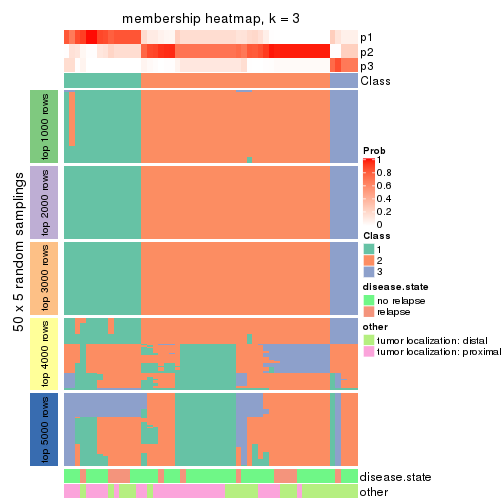 membership heatmap, k = 3
p1
p2
p3
Class
50 x 5 random samplings
top 1000 rows
top 2000 rows
top 3000 rows
top 4000 rows
top 5000 rows
Prob
1
0.8
0.6
0.4
0.2
0
Class
1
2
3
disease.state
no relapse
relapse
other
tumor localization: distal
tumor localization: proximal
disease.state
other